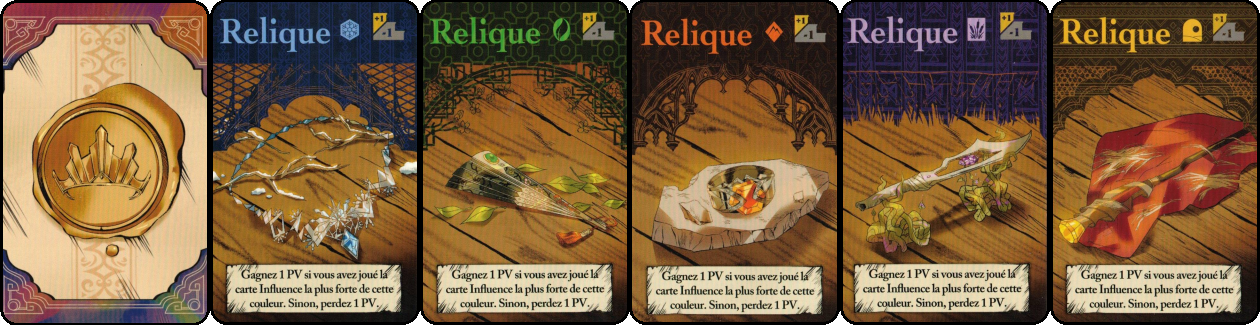 Relique
+1
-1
Gagnez 1 PV si vous avez joué la
carte Influence la plus forte de cette
couleur. Sinon, perdez 1 PV.
Relique
+1
-1
Gagnez 1 PV si vous avez joué la
carte Influence la plus forte de cette
couleur. Sinon, perdez 1 PV.
Relique
+1
-1
Gagnez 1 PV si vous avez joué la
carte Influence la plus forte de cette
couleur. Sinon, perdez 1 PV.
Relique
+1
-1
Gagnez 1 PV si vous avez joué la
carte Influence la plus forte de cette
couleur. Sinon, perdez 1 PV.
Relique
+1
-1
Gagnez 1 PV si vous avez joué la
carte Influence la plus forte de cette
couleur. Sinon, perdez 1 PV.